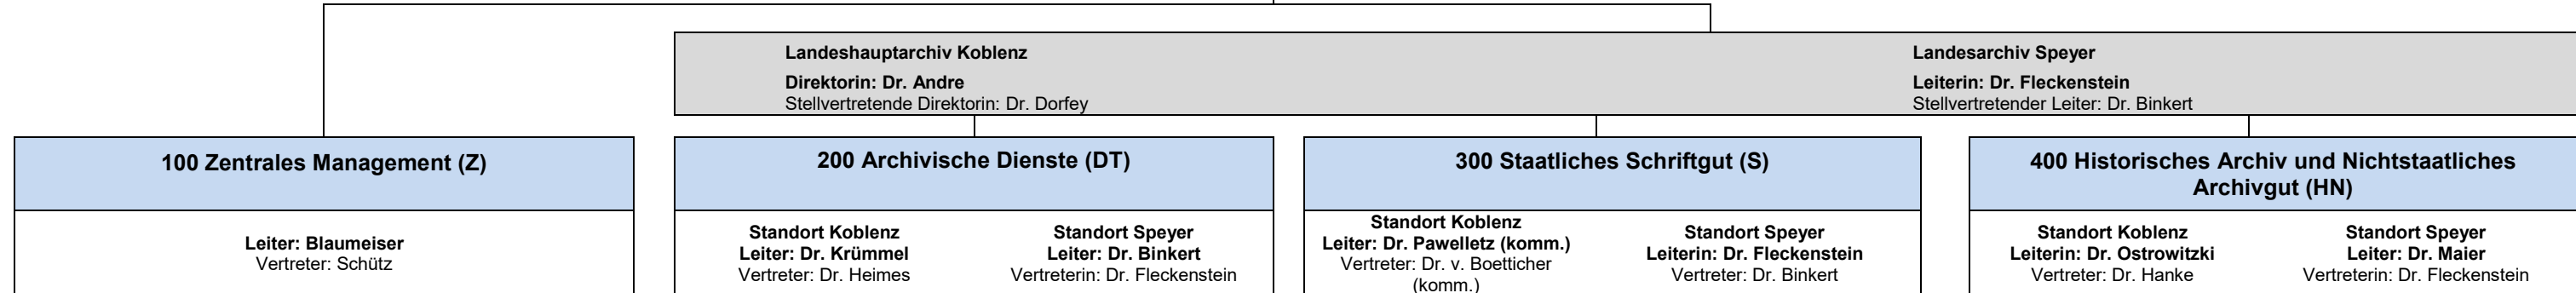 Landeshauptarchiv Koblenz
Direktorin: Dr. Andre
Stellvertretende Direktorin: Dr. Dorfey
Landesarchiv Speyer
Leiterin: Dr. Fleckenstein
Stellvertretender Leiter: Dr. Binkert
100 Zentrales Management (Z)
Leiter: Blaumeiser
Vertreter: Schütz
200 Archivische Dienste (DT)
Standort Koblenz
Leiter: Dr. Krümmel
Vertreter: Dr. Heimes
Standort Speyer
Leiter: Dr. Binkert
Vertreterin: Dr. Fleckenstein
300 Staatliches Schriftgut (S)
Standort Koblenz
Leiter: Dr. Pawelletz (komm.)
Vertreter: Dr. v. Boetticher
(komm.)
Standort Speyer
Leiterin: Dr. Fleckenstein
Vertreter: Dr. Binkert
400 Historisches Archiv und Nichtstaatliches
Archivgut (HN)
Standort Koblenz
Leiterin: Dr. Ostrowitzki
Vertreter: Dr. Hanke
Standort Speyer
Leiter: Dr. Maier
Vertreterin: Dr. Fleckenstein